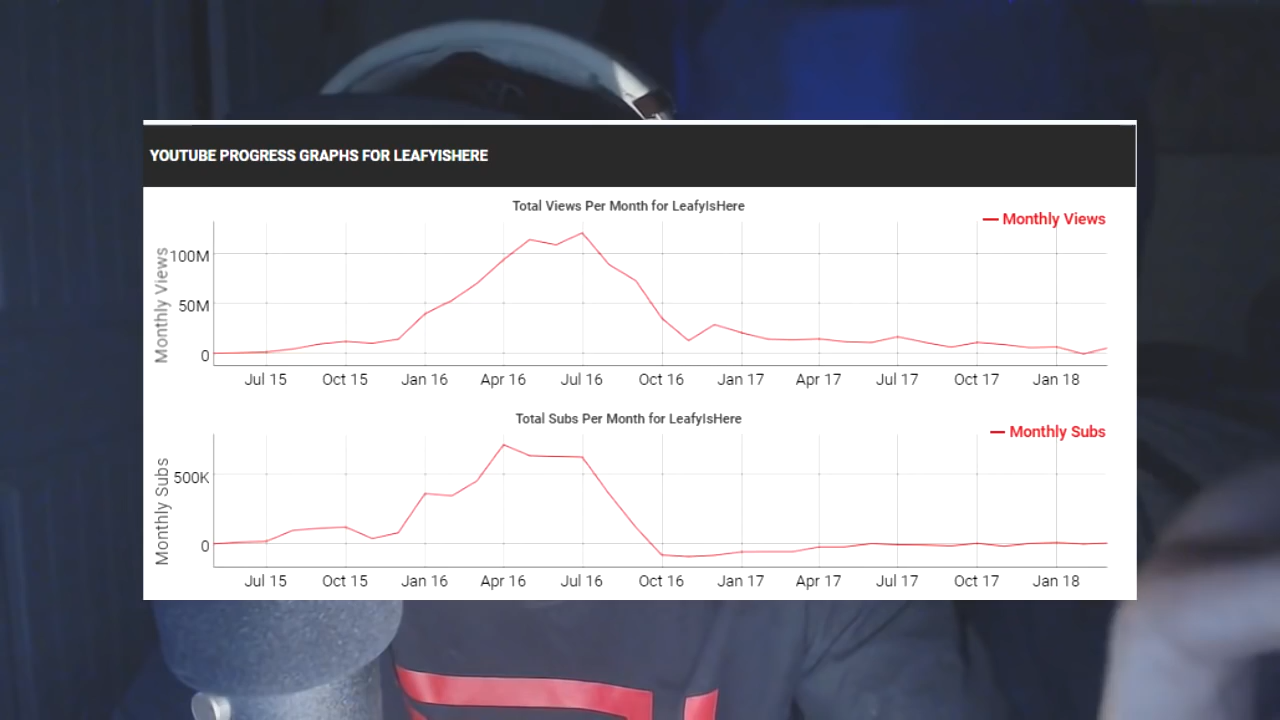 YOUTUBE PROGRESS GRAPHS FOR LEAFYISHERE
Total Views Per Month for LeafyIsHere
Monthly Views
Monthly Views
100M
50M
0
Jul 15 Oct 15 Jan 16 Apr 16 Jul 16 Oct 16 Jan 17 Apr 17 Jul 17 Oct 17 Jan 18
Total Subs Per Month for LeafyIsHere
Monthly Subs
Monthly Subs
500K
0
Jul 15 Oct 15 Jan 16 Apr 16 Jul 16 Oct 16 Jan 17 Apr 17 Jul 17 Oct 17 Jan 18